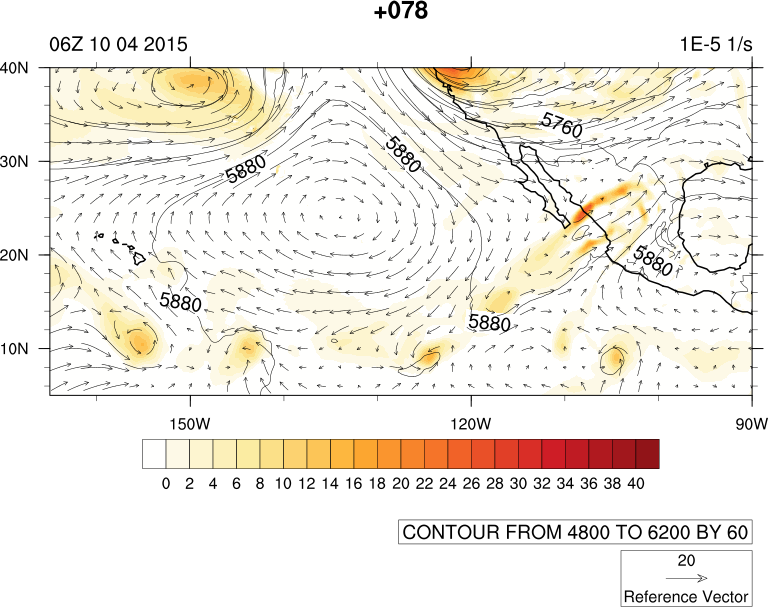 +078
06Z 10 04 2015 1E-5 1/s
40N
5760
30N
5880
5880
20N
5880
5880
5880
10N
150W 120W 90W
0 2 4 6 8 10 12 14 16 18 20 22 24 26 28 30 32 34 36 38 40
CONTOUR FROM 4800 TO 6200 BY 60
20
Reference Vector